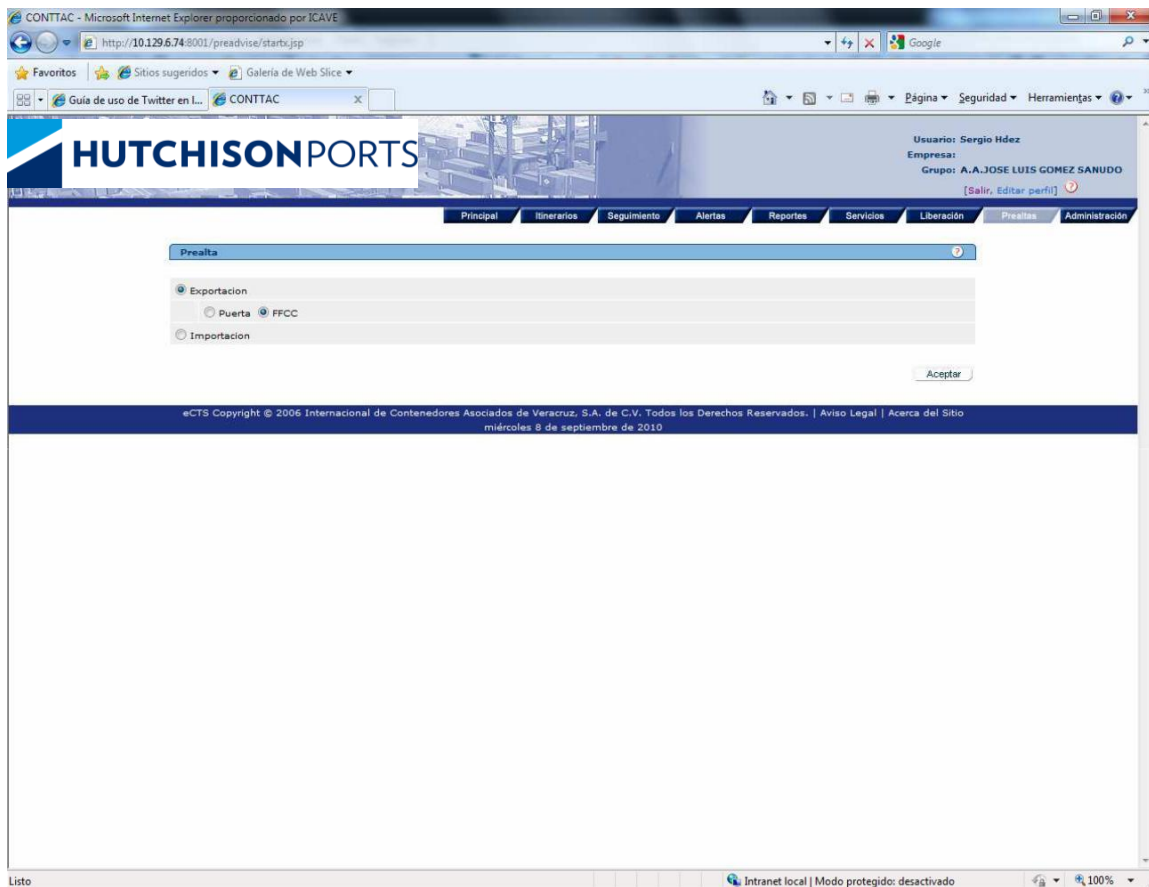 CONTTAC - Microsoft Internet Explorer proporcionado por ICAVE
http://10.129.6.74:8001/preadvise/startx.jsp
Google
Favoritos
Sitios sugeridos
Galería de Web Slice
Guía de uso de Twitter en l...
CONTTAC
Página
Seguridad
Herramientas
HUTCHISON PORTS
Usuario: Sergio Hdez
Empresa:
Grupo: A.A.JOSE LUIS GOMEZ SANUDO
[Salir, Editar perfil]
Principal
Itinerarios
Seguimiento
Alertas
Reportes
Servicios
Liberación
Prealtas
Administración
Prealta
Exportacion
Puerta
FFCC
Importacion
Aceptar
eCTS Copyright © 2006 Internacional de Contenedores Asociados de Veracruz, S.A. de C.V. Todos los Derechos Reservados. | Aviso Legal | Acerca del Sitio
miércoles 8 de septiembre de 2010
Listo
Intranet local | Modo protegido: desactivado
100%